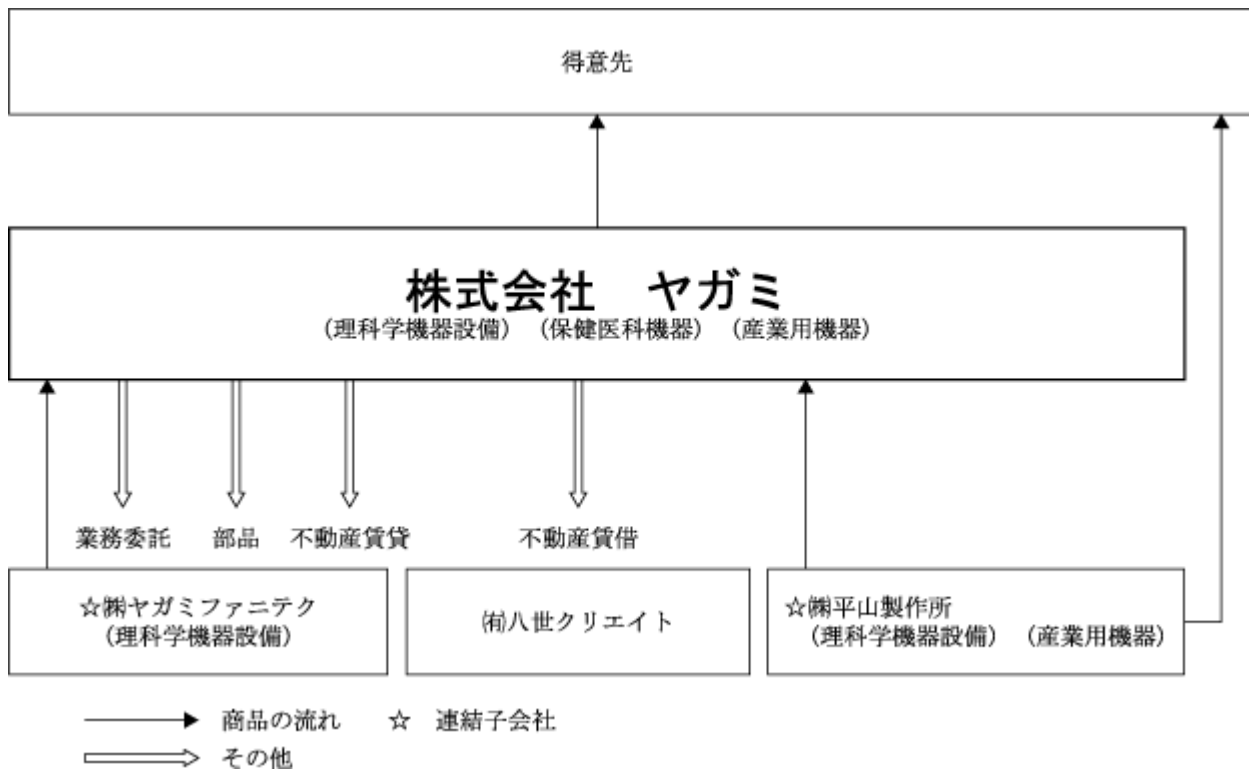 得意先
株式会社　ヤガミ
(理科学機器設備)　(保健医科機器)　(産業用機器)
業務委託　部品　不動産賃貸　不動産賃借
☆㈱ヤガミファニテク
(理科学機器設備)
㈲八世クリエイト
☆㈱平山製作所
(理科学機器設備)　(産業用機器)
商品の流れ　☆　連結子会社
その他